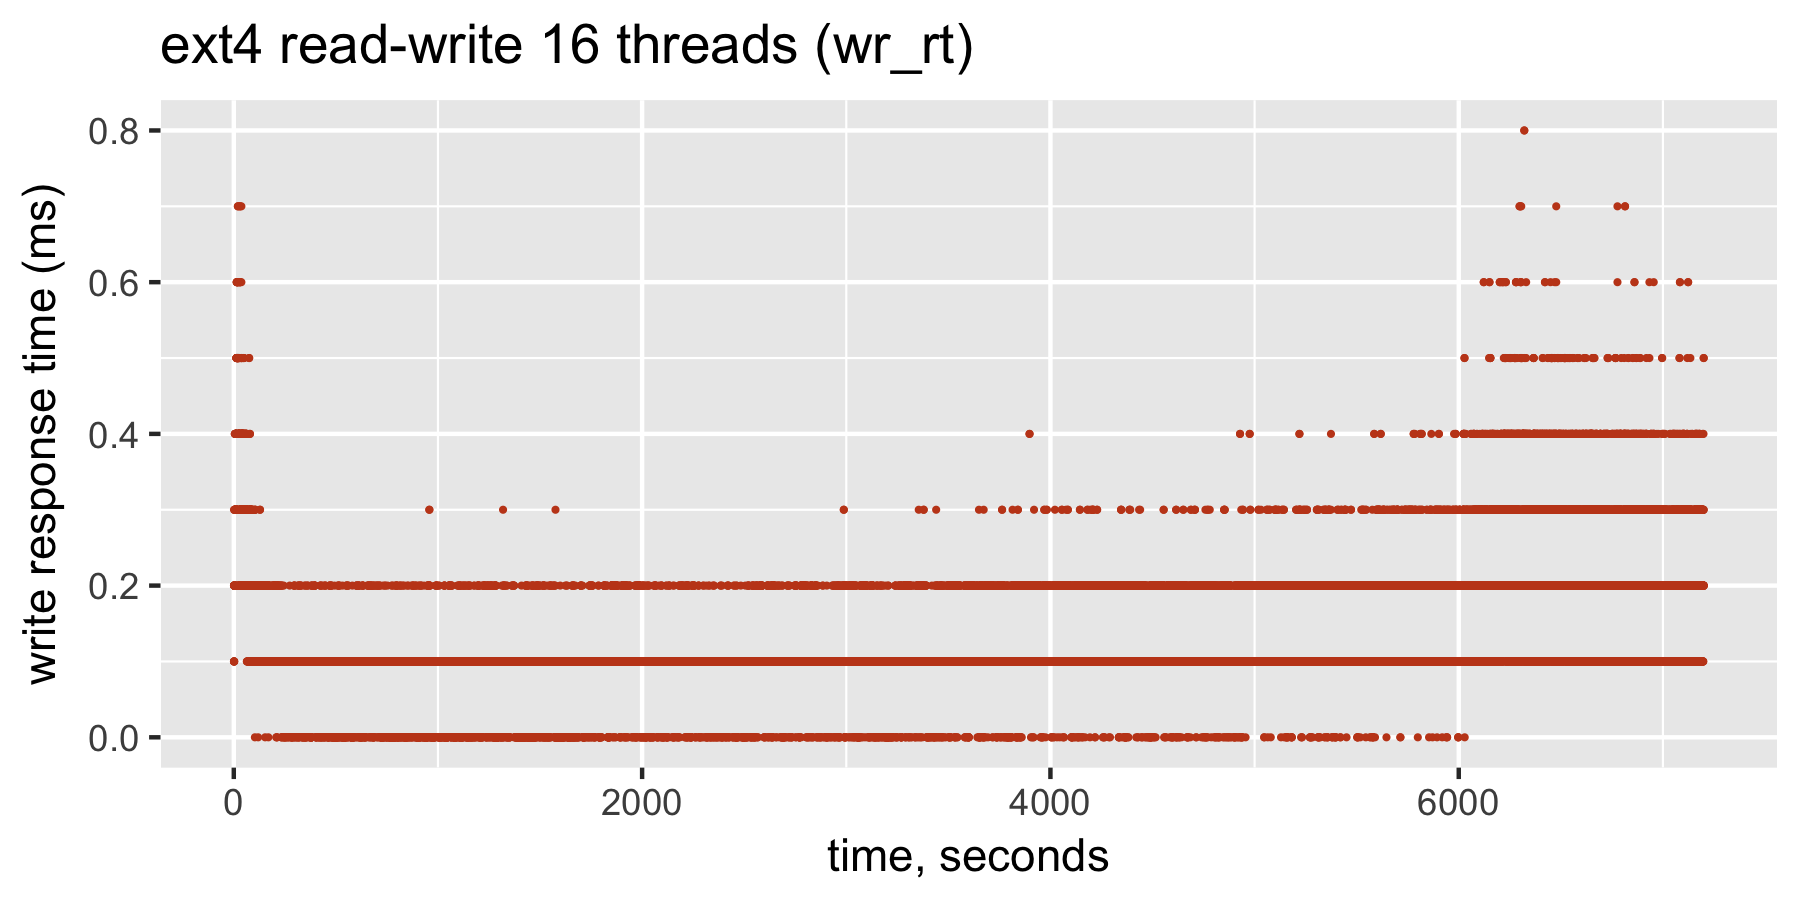 ext4 read-write 16 threads (wr_rt)
write response time (ms)
0.8
0.6
0.4
0.2
0.0
0 2000 4000 6000
time, seconds